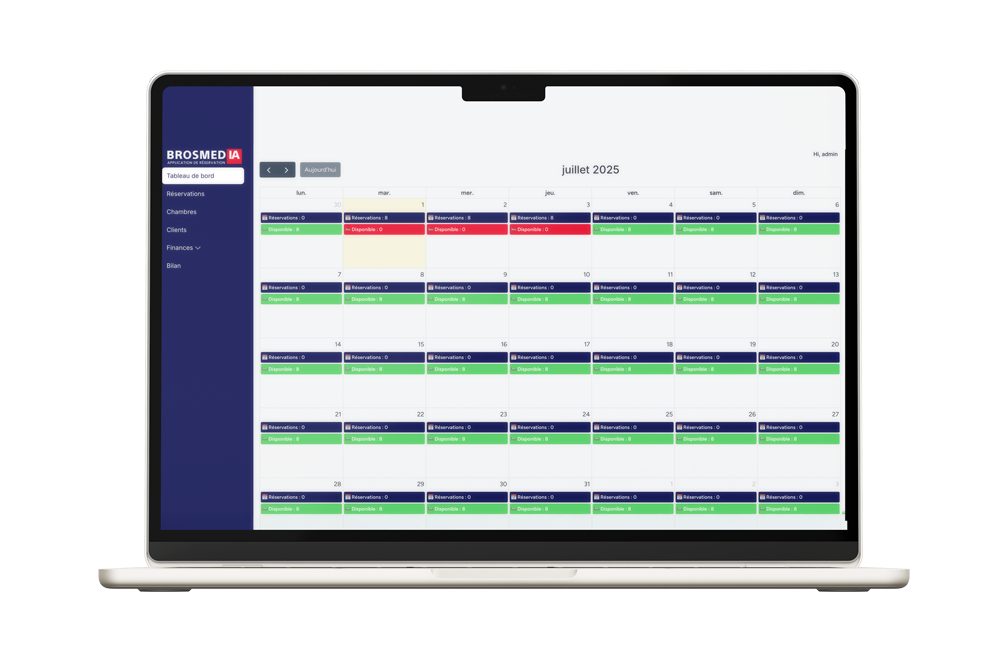 BROSMED IA
APPLICATION DE RÉSERVATION
Tableau de bord
Réservations
Chambres
Clients
Finances
Bilan
Hi, admin
Aujourd'hui
juillet 2025
lun. mar. mer. jeu. ven. sam. dim.
30 1 2 3 4 5 6
Réservations : 0 Réservations : 8 Réservations : 8 Réservations : 8 Réservations : 0 Réservations : 0 Réservations : 0
Disponible : 8 Disponible : 0 Disponible : 0 Disponible : 0 Disponible : 8 Disponible : 8 Disponible : 8
7 8 9 10 11 12 13
Réservations : 0 Réservations : 0 Réservations : 0 Réservations : 0 Réservations : 0 Réservations : 0 Réservations : 0
Disponible : 8 Disponible : 8 Disponible : 8 Disponible : 8 Disponible : 8 Disponible : 8 Disponible : 8
14 15 16 17 18 19 20
Réservations : 0 Réservations : 0 Réservations : 0 Réservations : 0 Réservations : 0 Réservations : 0 Réservations : 0
Disponible : 8 Disponible : 8 Disponible : 8 Disponible : 8 Disponible : 8 Disponible : 8 Disponible : 8
21 22 23 24 25 26 27
Réservations : 0 Réservations : 0 Réservations : 0 Réservations : 0 Réservations : 0 Réservations : 0 Réservations : 0
Disponible : 8 Disponible : 8 Disponible : 8 Disponible : 8 Disponible : 8 Disponible : 8 Disponible : 8
28 29 30 31 1 2 3
Réservations : 0 Réservations : 0 Réservations : 0 Réservations : 0 Réservations : 0 Réservations : 0 Réservations : 0
Disponible : 8 Disponible : 8 Disponible : 8 Disponible : 8 Disponible : 8 Disponible : 8 Disponible : 8